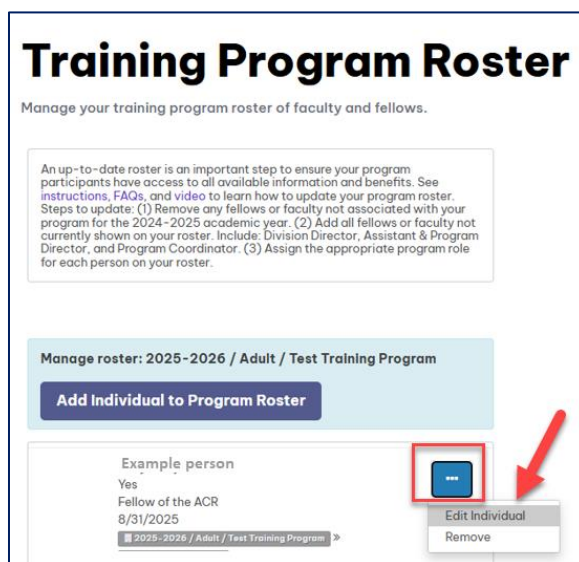 Training Program Roster
Manage your training program roster of faculty and fellows.
An up-to-date roster is an important step to ensure your program
participants have access to all available information and benefits. See
instructions, FAQs, and video to learn how to update your program roster.
Steps to update: (1) Remove any fellows or faculty not associated with your
program for the 2024-2025 academic year. (2) Add all fellows or faculty not
currently shown on your roster. Include: Division Director, Assistant & Program
Director, and Program Coordinator. (3) Assign the appropriate program role
for each person on your roster.
Manage roster: 2025-2026 / Adult / Test Training Program
Add Individual to Program Roster
Example person
Yes
Fellow of the ACR
8/31/2025
2025-2026 / Adult / Test Training Program »
Edit Individual
Remove